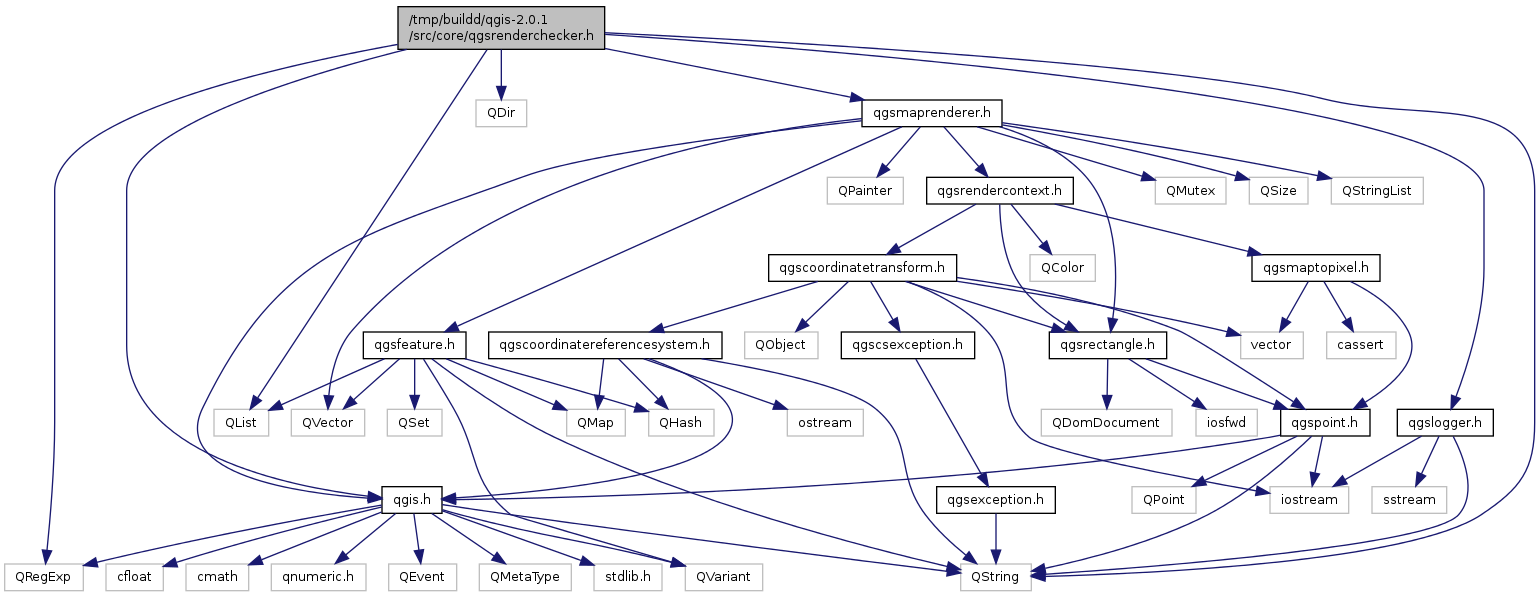 /tmp/buildd/qgis-2.0.1
/src/core/qgsrenderchecker.h
QDir
qgsmaprenderer.h
QPainter
qgsrendercontext.h
QMutex
QSize
QStringList
qgscoordinatetransform.h
QColor
qgsmaptopixel.h
qgsfeature.h
qgscoordinatereferencesystem.h
QObject
qgscsexception.h
qgsrectangle.h
vector
cassert
QList
QVector
QSet
QMap
QHash
ostream
QDomDocument
iosfwd
qgspoint.h
qgslogger.h
qgis.h
qgsexception.h
QPoint
iostream
sstream
QRegExp
cfloat
cmath
qnumeric.h
QEvent
QMetaType
stdlib.h
QVariant
QString